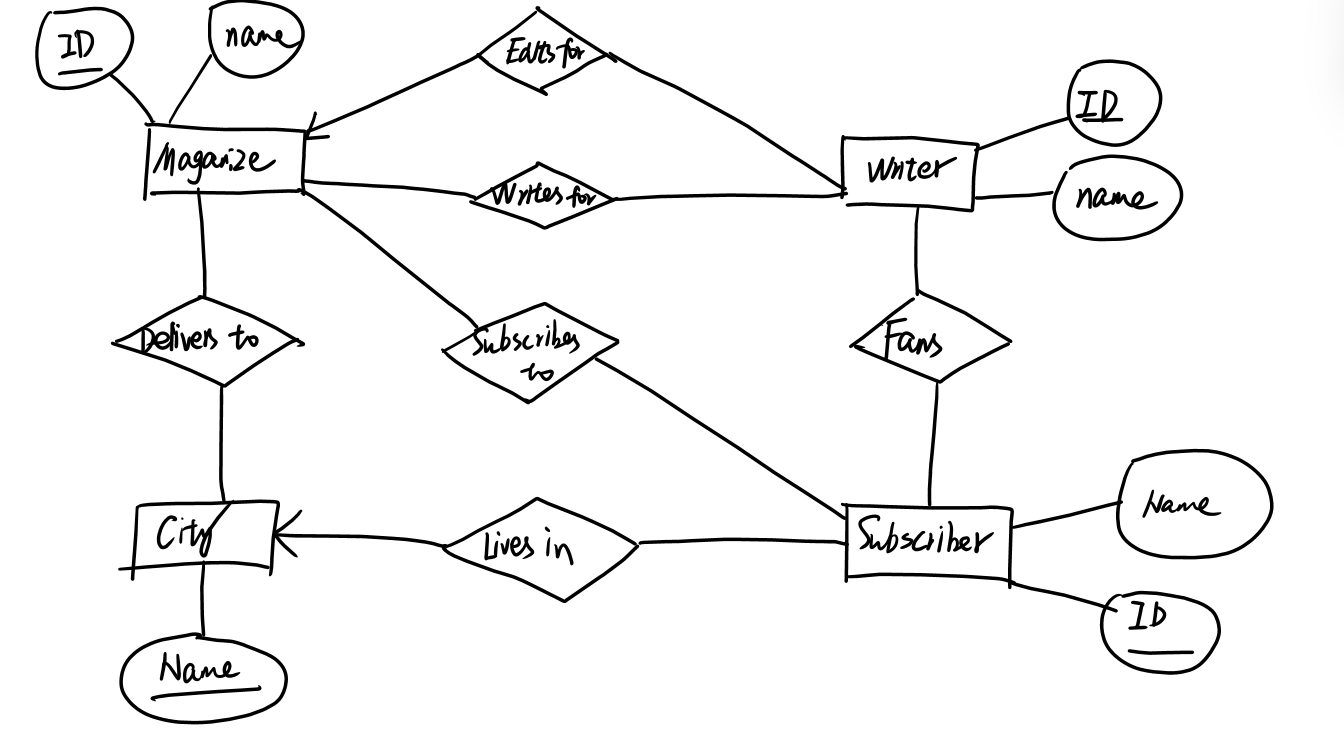 ID
name
Edits for
Magarize
Writes for
Writer
ID
name
Delivers to
Subscribes
to
Fans
City
Lives in
Subscriber
Name
ID
Name